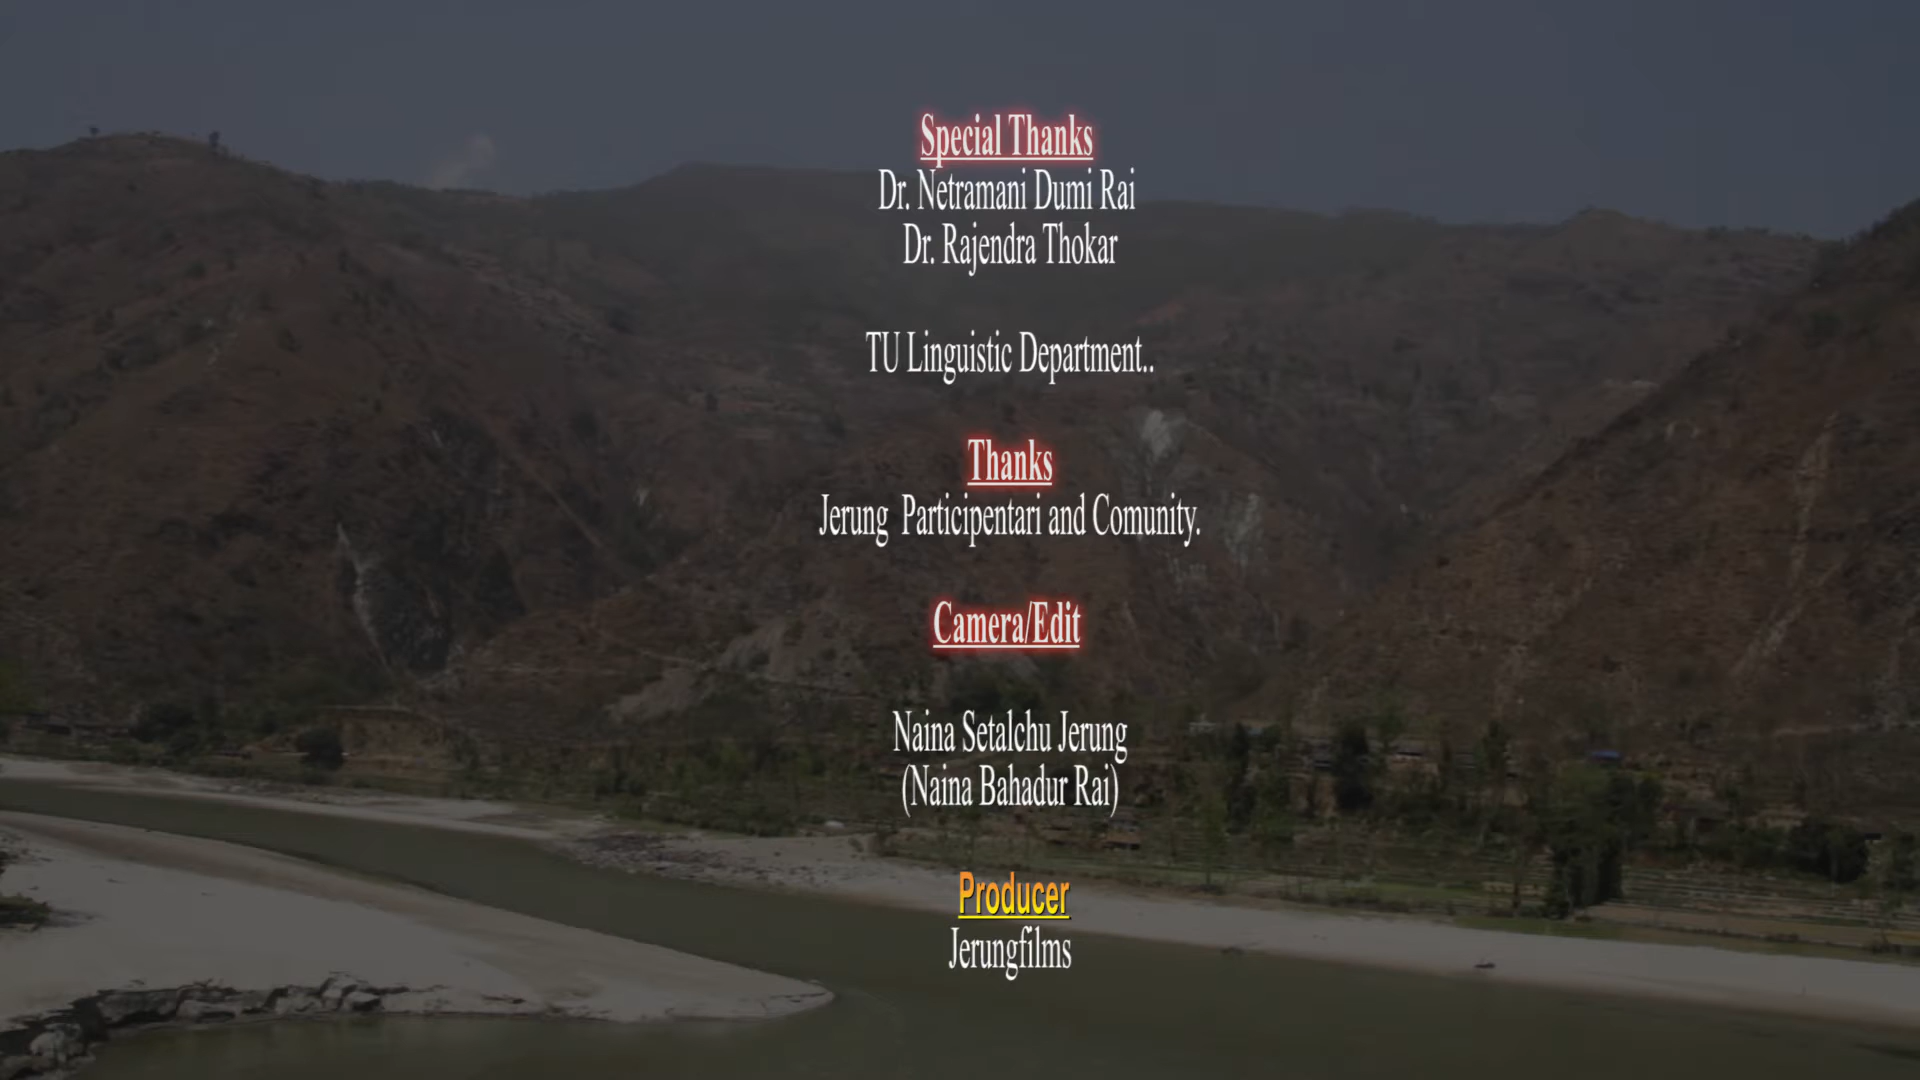 Special Thanks
Dr. Netramani Dumi Rai
Dr. Rajendra Thokar
TU Linguistic Department..
Thanks
Jerung  Participentari and Comunity.
Camera/Edit
Naina Setalchu Jerung
(Naina Bahadur Rai)
Producer
Jerungfilms